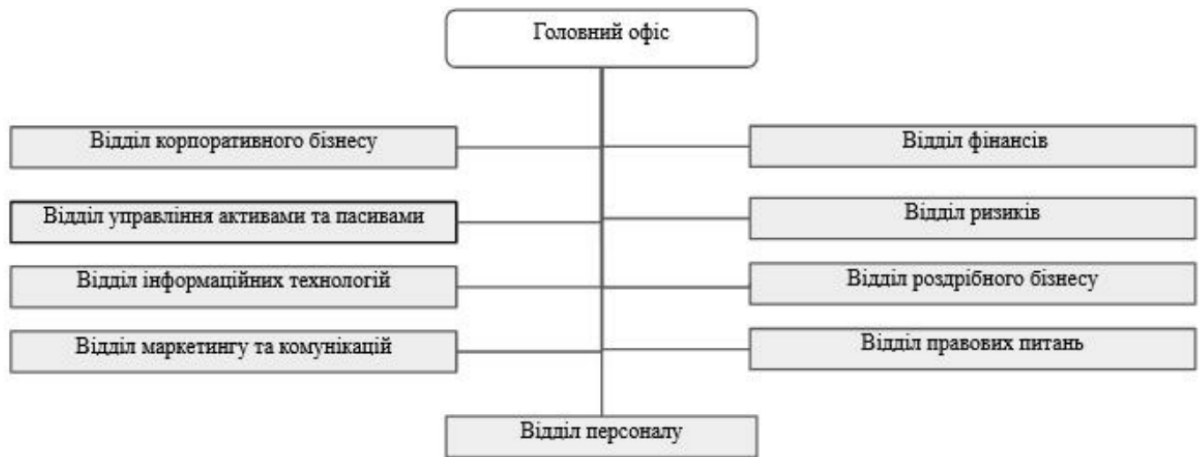 Головний офіс
Відділ корпоративного бізнесу
Відділ фінансів
Відділ управління активами та пасивами
Відділ ризиків
Відділ інформаційних технологій
Відділ роздрібного бізнесу
Відділ маркетингу та комунікацій
Відділ правових питань
Відділ персоналу